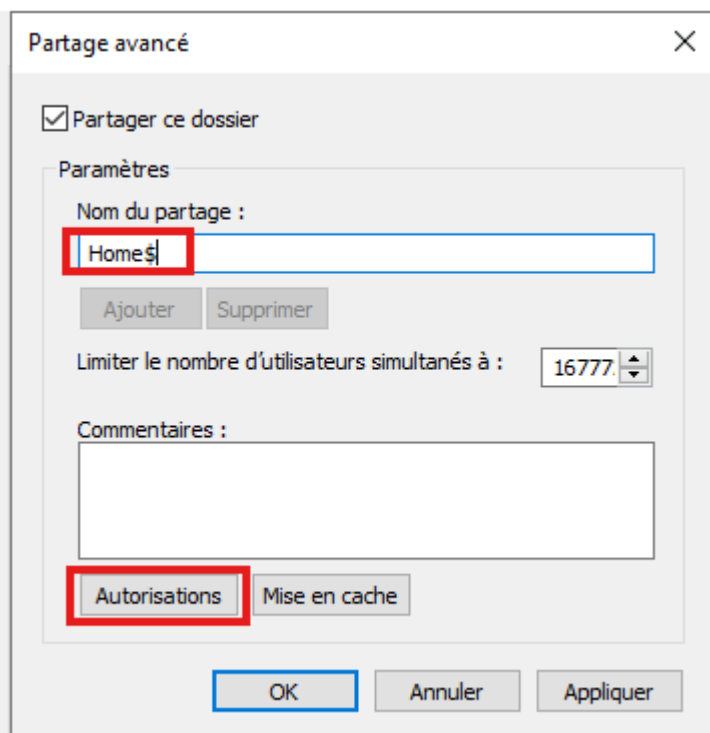 Partage avancé
Partager ce dossier
Paramètres
Nom du partage :
Home$
Ajouter Supprimer
Limiter le nombre d’utilisateurs simultanés à : 16777
Commentaires :
Autorisations Mise en cache
OK Annuler Appliquer